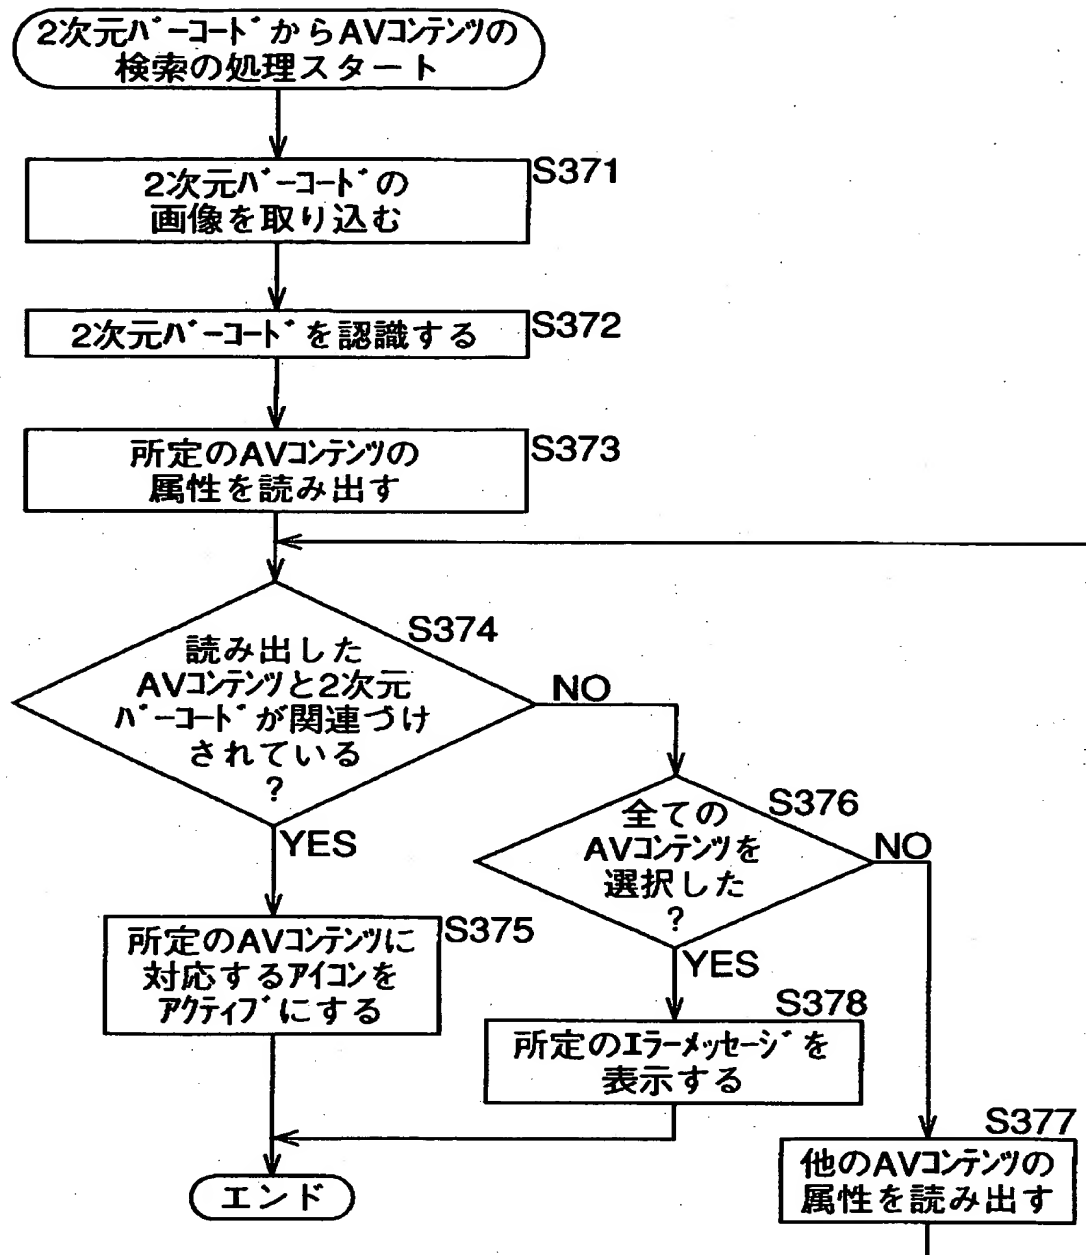 2次元バーコードからAVコンテンツの
検索の処理スタート
S371
2次元バーコードの
画像を取り込む
S372
2次元バーコードを認識する
S373
所定のAVコンテンツの
属性を読み出す
S374
読み出した
AVコンテンツと2次元
バーコードが関連づけ
されている
?
NO
YES
S376
全ての
AVコンテンツを
選択した
?
NO
YES
S375
所定のAVコンテンツに
対応するアイコンを
アクティブにする
S378
所定のエラーメッセージを
表示する
S377
他のAVコンテンツの
属性を読み出す
エンド